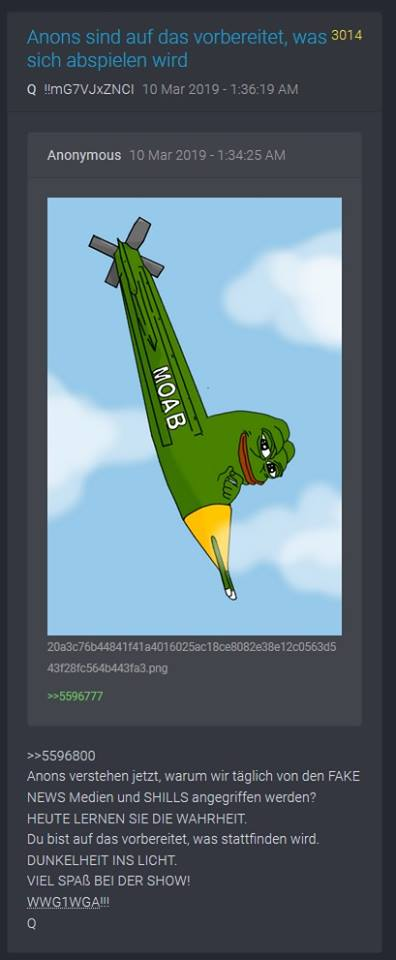 Anons sind auf das vorbereitet, was 3014
sich abspielen wird
Q !!mG7VJxZNCI 10 Mar 2019 - 1:36:19 AM
Anonymous 10 Mar 2019 - 1:34:25 AM
MOAB
20a3c76b44841f41a4016025ac18ce8082e38e12c0563d5
43f28fc564b443fa3.png
>>5596777
>>5596800
Anons verstehen jetzt, warum wir täglich von den FAKE
NEWS Medien und SHILLS angegriffen werden?
HEUTE LERNEN SIE DIE WAHRHEIT.
Du bist auf das vorbereitet, was stattfinden wird.
DUNKELHEIT INS LICHT.
VIEL SPAß BEI DER SHOW!
WWG1WGA!!!
Q